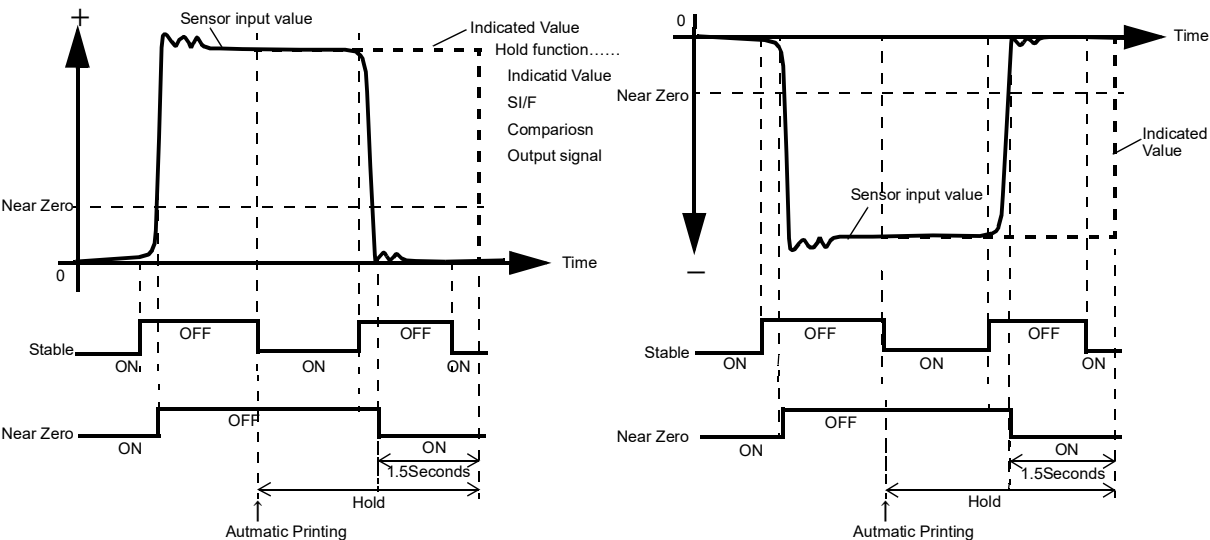 +
Sensor input value
Indicated Value
Hold function……
Indicatid Value
SI/F
Compariosn
Output signal
Near Zero
0
Time
Stable
OFF
OFF
ON
ON
ON
Near Zero
OFF
ON
ON
1.5Seconds
Hold
Autmatic Printing
0
Time
Near Zero
Indicated
Value
Sensor input value
—
Stable
OFF
OFF
ON
ON
ON
Near Zero
OFF
ON
ON
1.5Seconds
Hold
Autmatic Printing